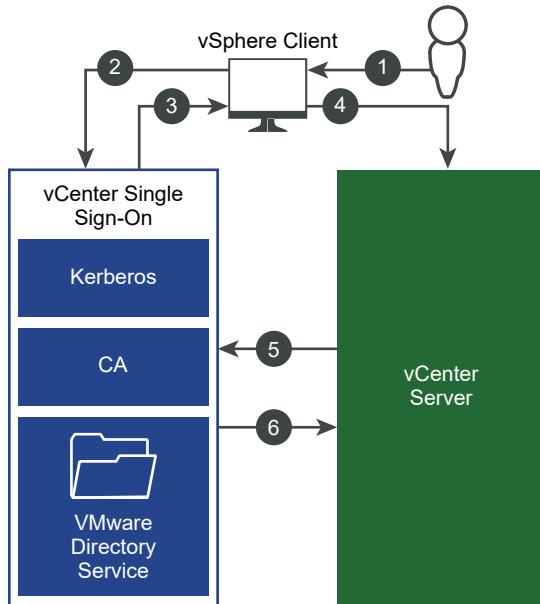 vSphere Client
1
2
3
4
vCenter Single
Sign-On
Kerberos
CA
5
vCenter
Server
6
VMware
Directory
Service